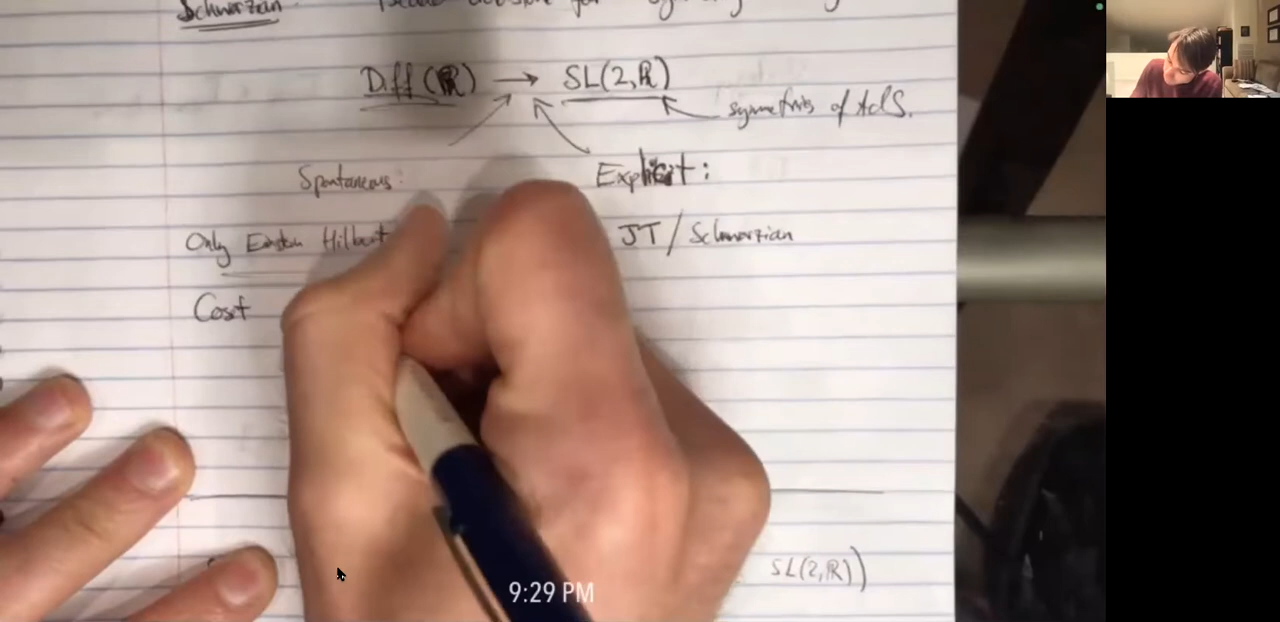 Schwarzian
Diff(ℝ) → SL(2,ℝ)
symmetries of AdS.
Spontaneous: Explicit:
Only Einstein Hilbert JT/Schwarzian
Cost
SL(2,ℝ))
9:29 PM